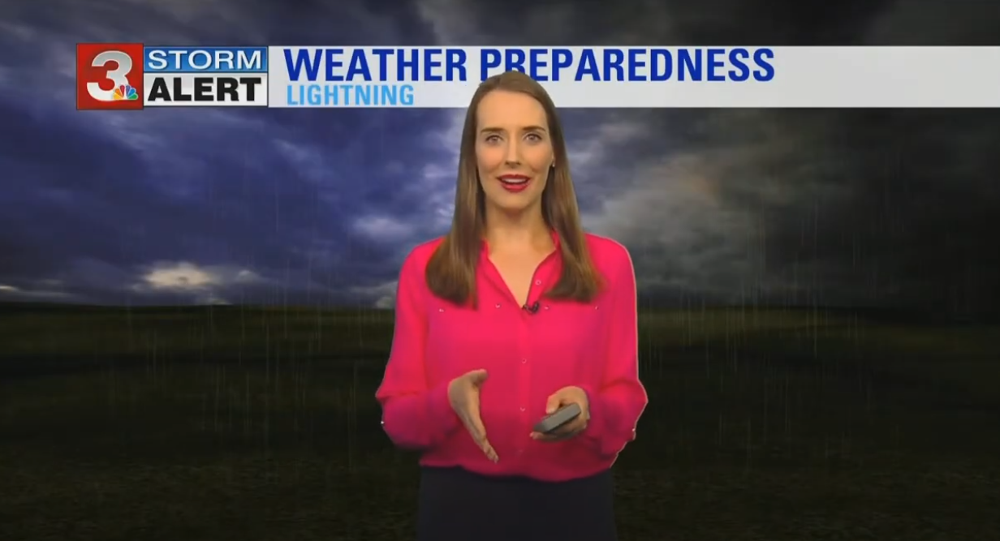 3 STORM ALERT
WEATHER PREPAREDNESS
LIGHTNING